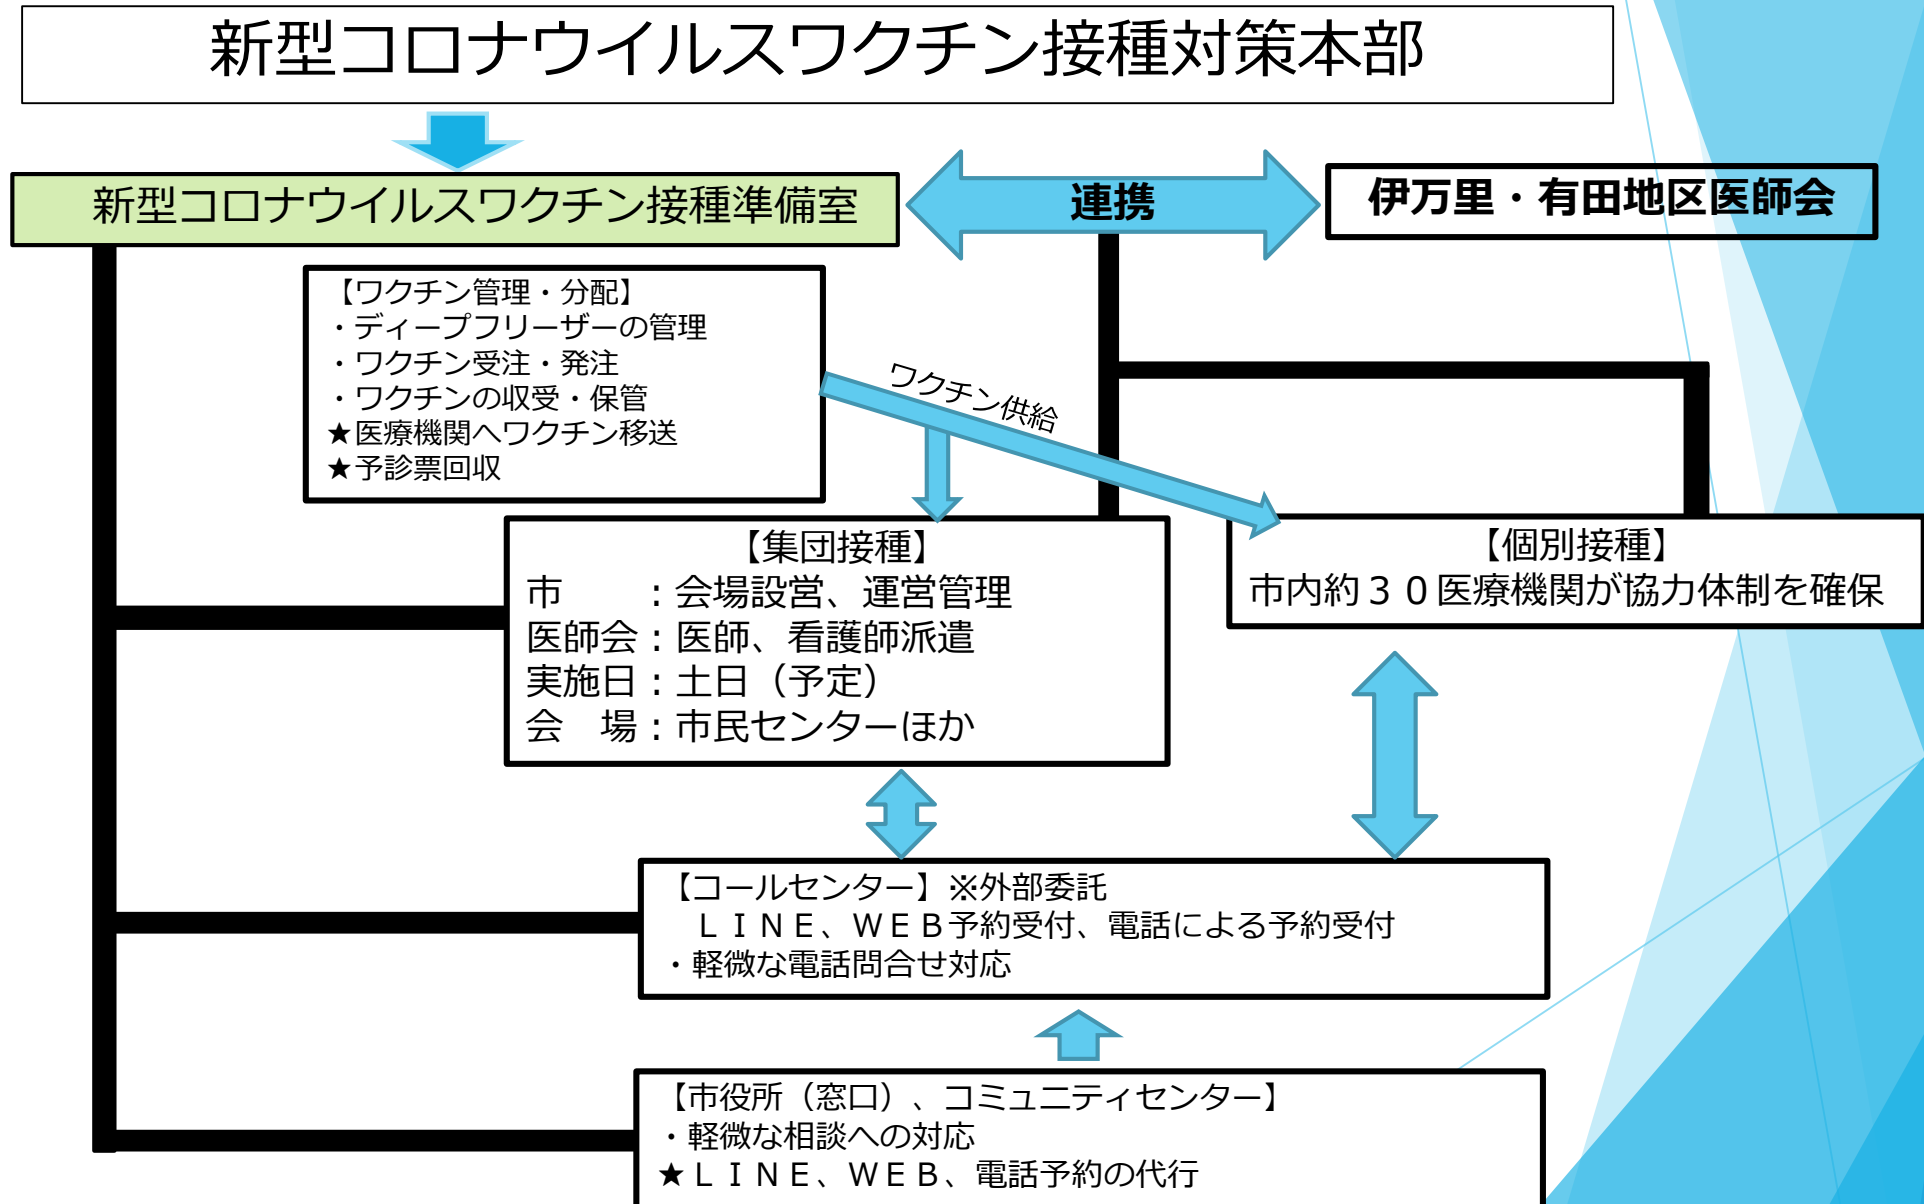 新型コロナウイルスワクチン接種対策本部
新型コロナウイルスワクチン接種準備室
連携
伊万里・有田地区医師会
【ワクチン管理・分配】
・ディープフリーザーの管理
・ワクチン受注・発注
・ワクチンの収受・保管
★医療機関へワクチン移送
★予診票回収
ワクチン供給
【集団接種】
市　　：会場設営、運営管理
医師会：医師、看護師派遣
実施日：土日（予定）
会　場：市民センターほか
【個別接種】
市内約３０医療機関が協力体制を確保
【コールセンター】※外部委託
ＬＩＮＥ、ＷＥＢ予約受付、電話による予約受付
・軽微な電話問合せ対応
【市役所（窓口）、コミュニティセンター】
・軽微な相談への対応
★ＬＩＮＥ、ＷＥＢ、電話予約の代行